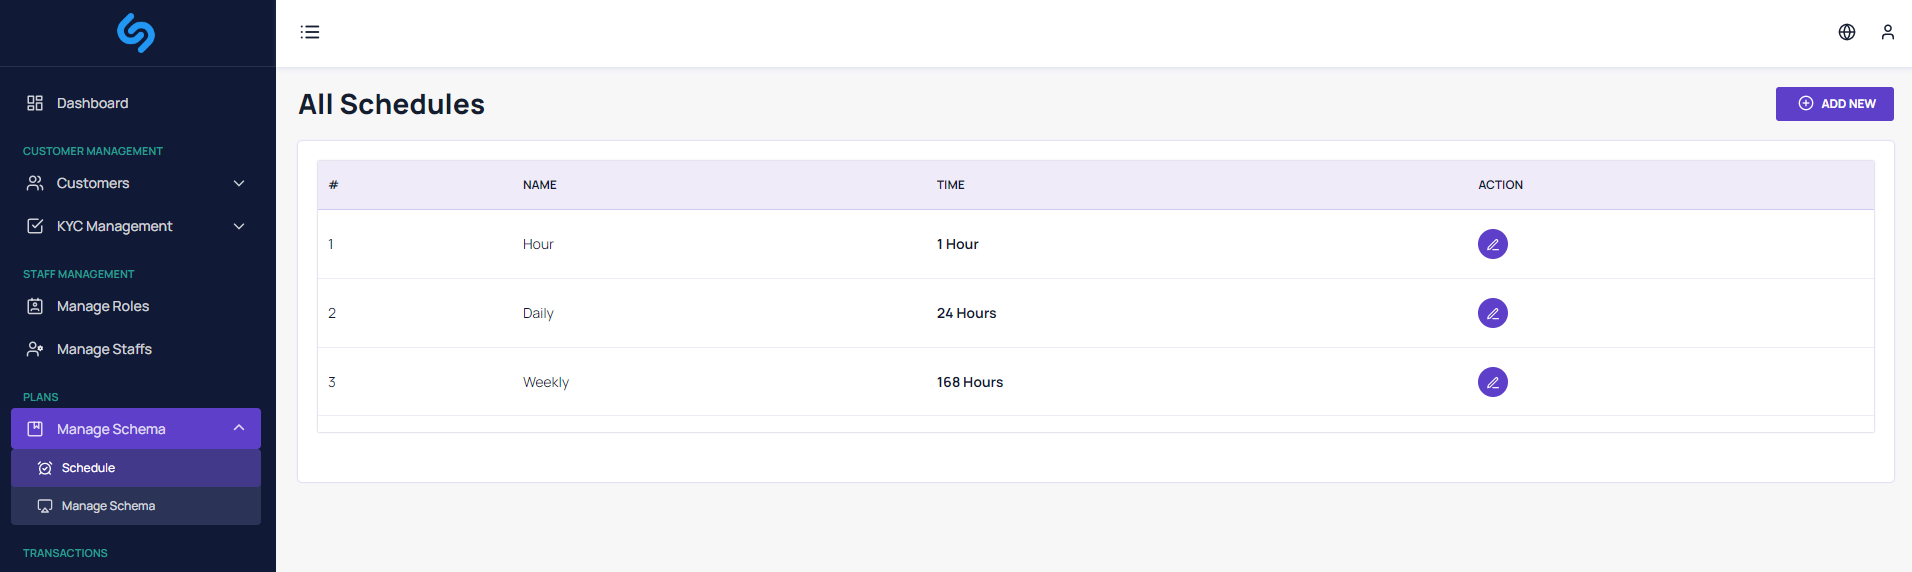 Dashboard
CUSTOMER MANAGEMENT
Customers
KYC Management
STAFF MANAGEMENT
Manage Roles
Manage Staffs
PLANS
Manage Schema
Schedule
Manage Schema
TRANSACTIONS
All Schedules
ADD NEW
# NAME TIME ACTION
1 Hour 1 Hour
2 Daily 24 Hours
3 Weekly 168 Hours